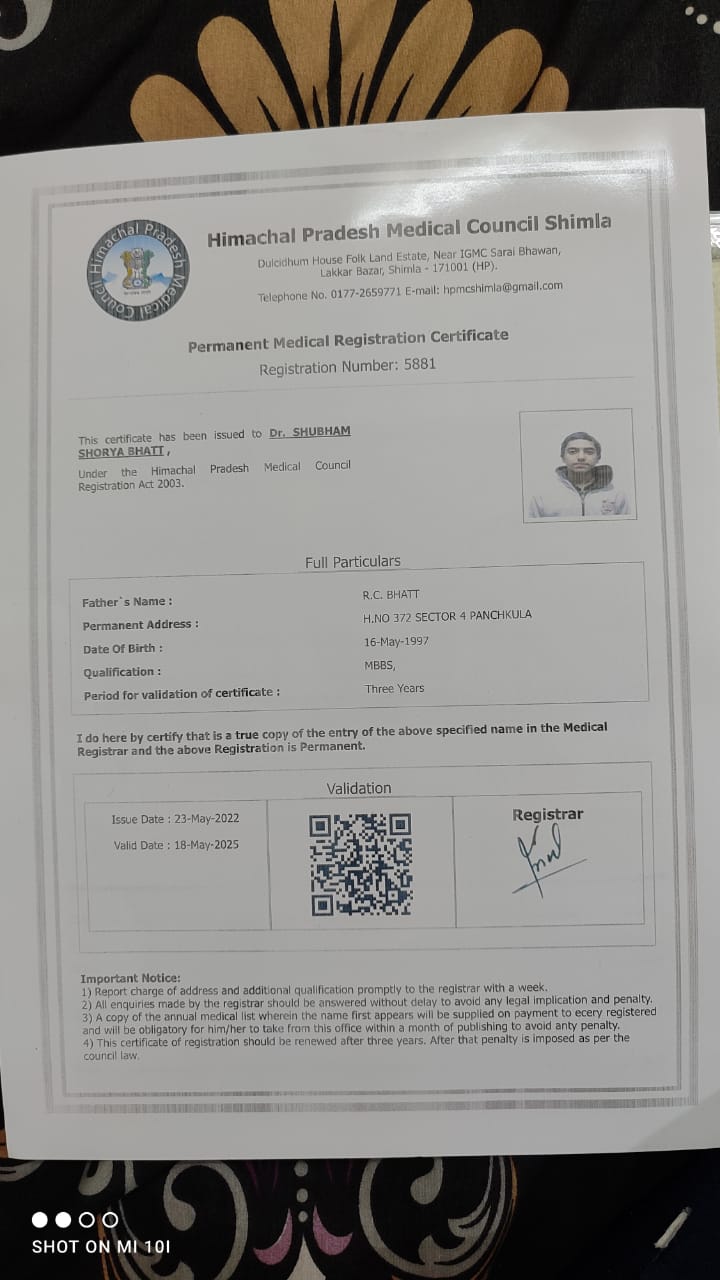 Himachal Pradesh Medical Council Shimla
Dulcidhum House Folk Land Estate, Near IGMC Sarai Bhawan,
Lakkar Bazar, Shimla - 171001 (HP).
Telephone No. 0177-2659771 E-mail: hpmcshimla@gmail.com
Himachal Pradesh
Medical Council
Permanent Medical Registration Certificate
Registration Number: 5881
This certificate has been issued to Dr. SHUBHAM
SHORYA BHATT,
Under the Himachal Pradesh Medical Council
Registration Act 2003.
Full Particulars
Father`s Name : R.C. BHATT
Permanent Address : H.NO 372 SECTOR 4 PANCHKULA
Date Of Birth : 16-May-1997
Qualification : MBBS,
Period for validation of certificate : Three Years
I do here by certify that is a true copy of the entry of the above specified name in the Medical
Registrar and the above Registration is Permanent.
Validation
Issue Date : 23-May-2022
Valid Date : 18-May-2025
Registrar
Important Notice:
1) Report charge of address and additional qualification promptly to the registrar with a week.
2) All enquiries made by the registrar should be answered without delay to avoid any legal implication and penalty.
3) A copy of the annual medical list wherein the name first appears will be supplied on payment to ecery registered
and will be obligatory for him/her to take from this office within a month of publishing to avoid anty penalty.
4) This certificate of registration should be renewed after three years. After that penalty is imposed as per the
council law.
SHOT ON MI 10I